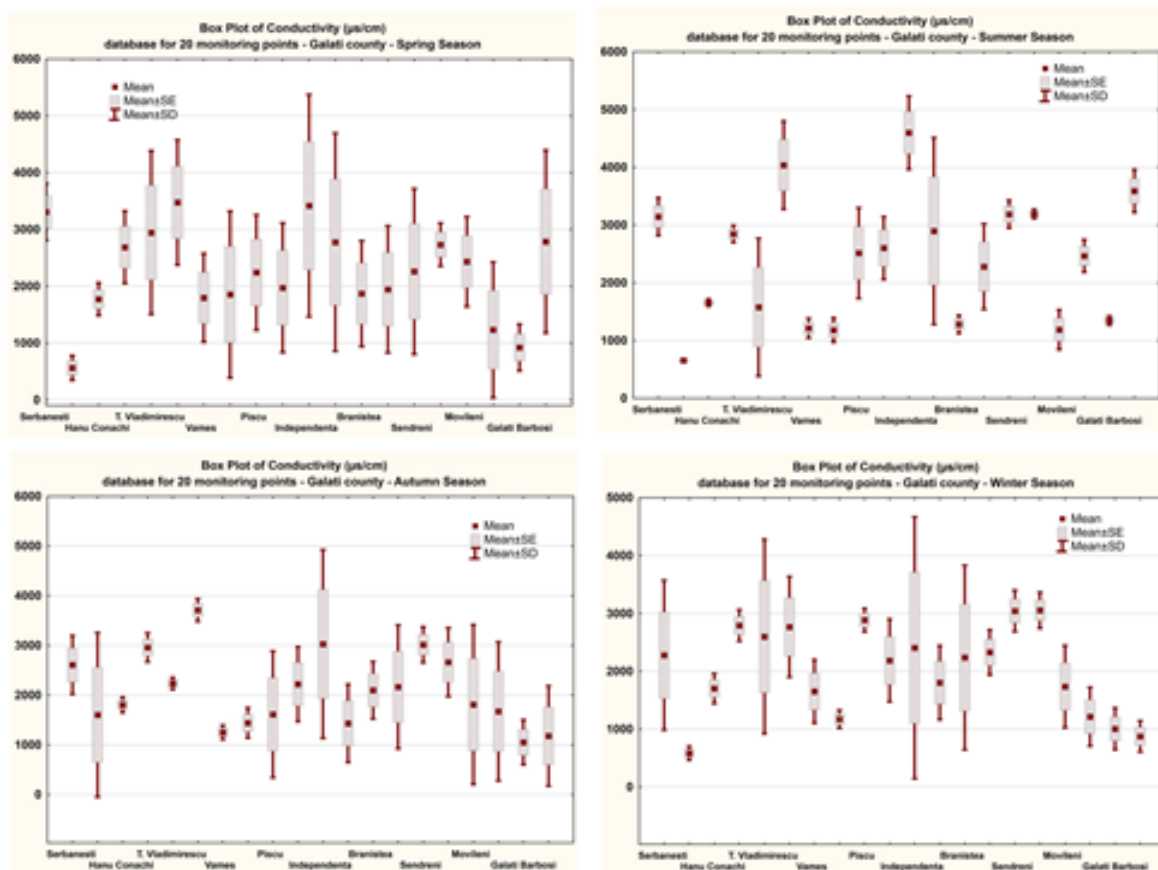 Box Plot of Conductivity (µs/cm)
database for 20 monitoring points - Galati county - Spring Season
6000
5000
4000
3000
2000
1000
0
Mean
Mean±SE
Mean±SD
Serbanesti T. Vladimirescu Piscu Branistea Movileni
Hanu Conachi Vames Independenta Sendreni Galati Barbosi
Box Plot of Conductivity (µs/cm)
database for 20 monitoring points - Galati county - Summer Season
6000
5000
4000
3000
2000
1000
0
Mean
Mean±SE
Mean±SD
Serbanesti T. Vladimirescu Piscu Branistea Movileni
Hanu Conachi Vames Independenta Sendreni Galati Barbosi
Box Plot of Conductivity (µs/cm)
database for 20 monitoring points - Galati county - Autumn Season
6000
5000
4000
3000
2000
1000
0
Mean
Mean±SE
Mean±SD
Serbanesti T. Vladimirescu Piscu Branistea Movileni
Hanu Conachi Vames Independenta Sendreni Galati Barbosi
Box Plot of Conductivity (µs/cm)
database for 20 monitoring points - Galati county - Winter Season
5000
4000
3000
2000
1000
0
Mean
Mean±SE
Mean±SD
Serbanesti T. Vladimirescu Piscu Branistea Movileni
Hanu Conachi Vames Independenta Sendreni Galati Barbosi